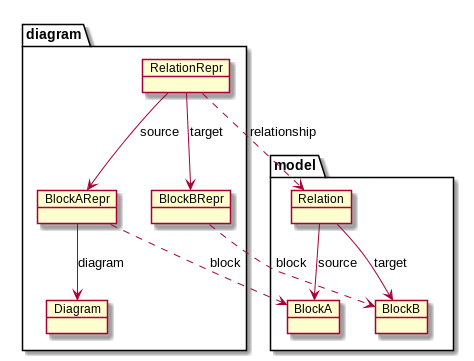 diagram
RelationRepr
source
target
relationship
model
BlockARepr
BlockBRepr
Relation
diagram
block
block
source
target
Diagram
BlockA
BlockB